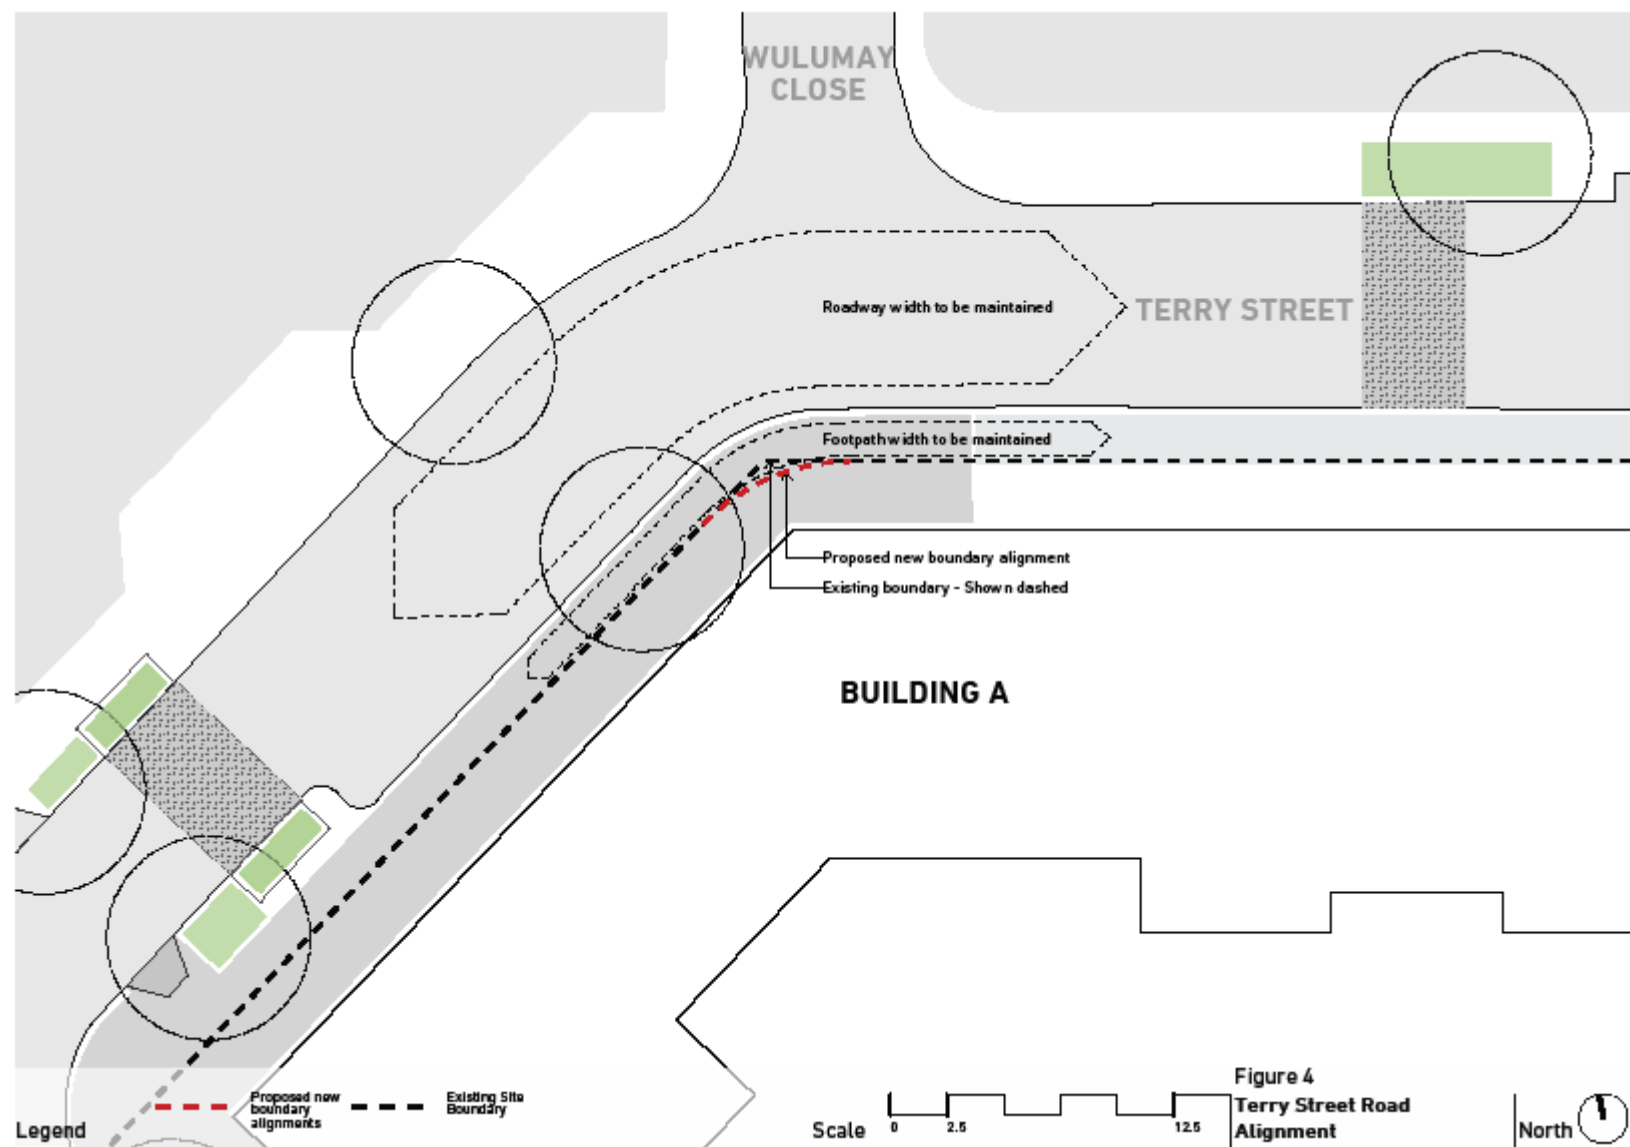 WULUMAY
CLOSE
Roadway width to be maintained
TERRY STREET
Footpath width to be maintained
Proposed new boundary alignment
Existing boundary - Shown dashed
BUILDING A
Legend
Proposed new
boundary
alignments
Existing Site
Boundary
Scale
0 2.5 12.5
Figure 4
Terry Street Road
Alignment
North